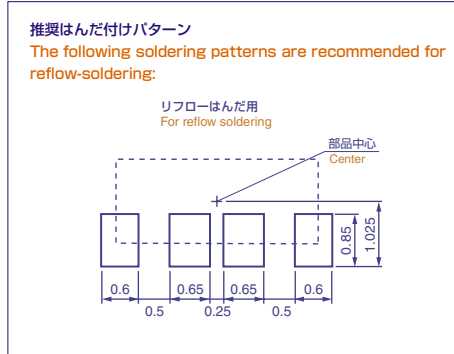 推奨はんだ付けパターン
The following soldering patterns are recommended for
reflow-soldering:
リフローはんだ用
For reflow soldering
部品中心
Center
0.85
1.025
0.6 0.65 0.65 0.6
0.5 0.25 0.5